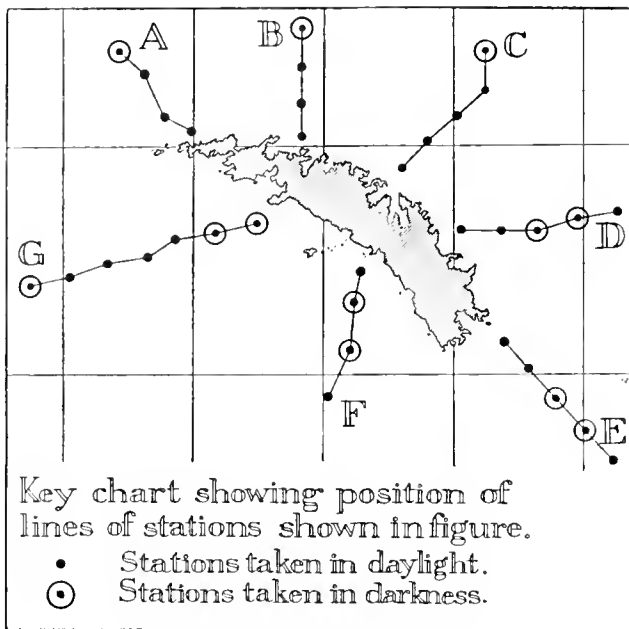 A
B
C
G
D
F
E
Key chart showing position of
lines of stations shown in figure.
Stations taken in daylight.
Stations taken in darkness.